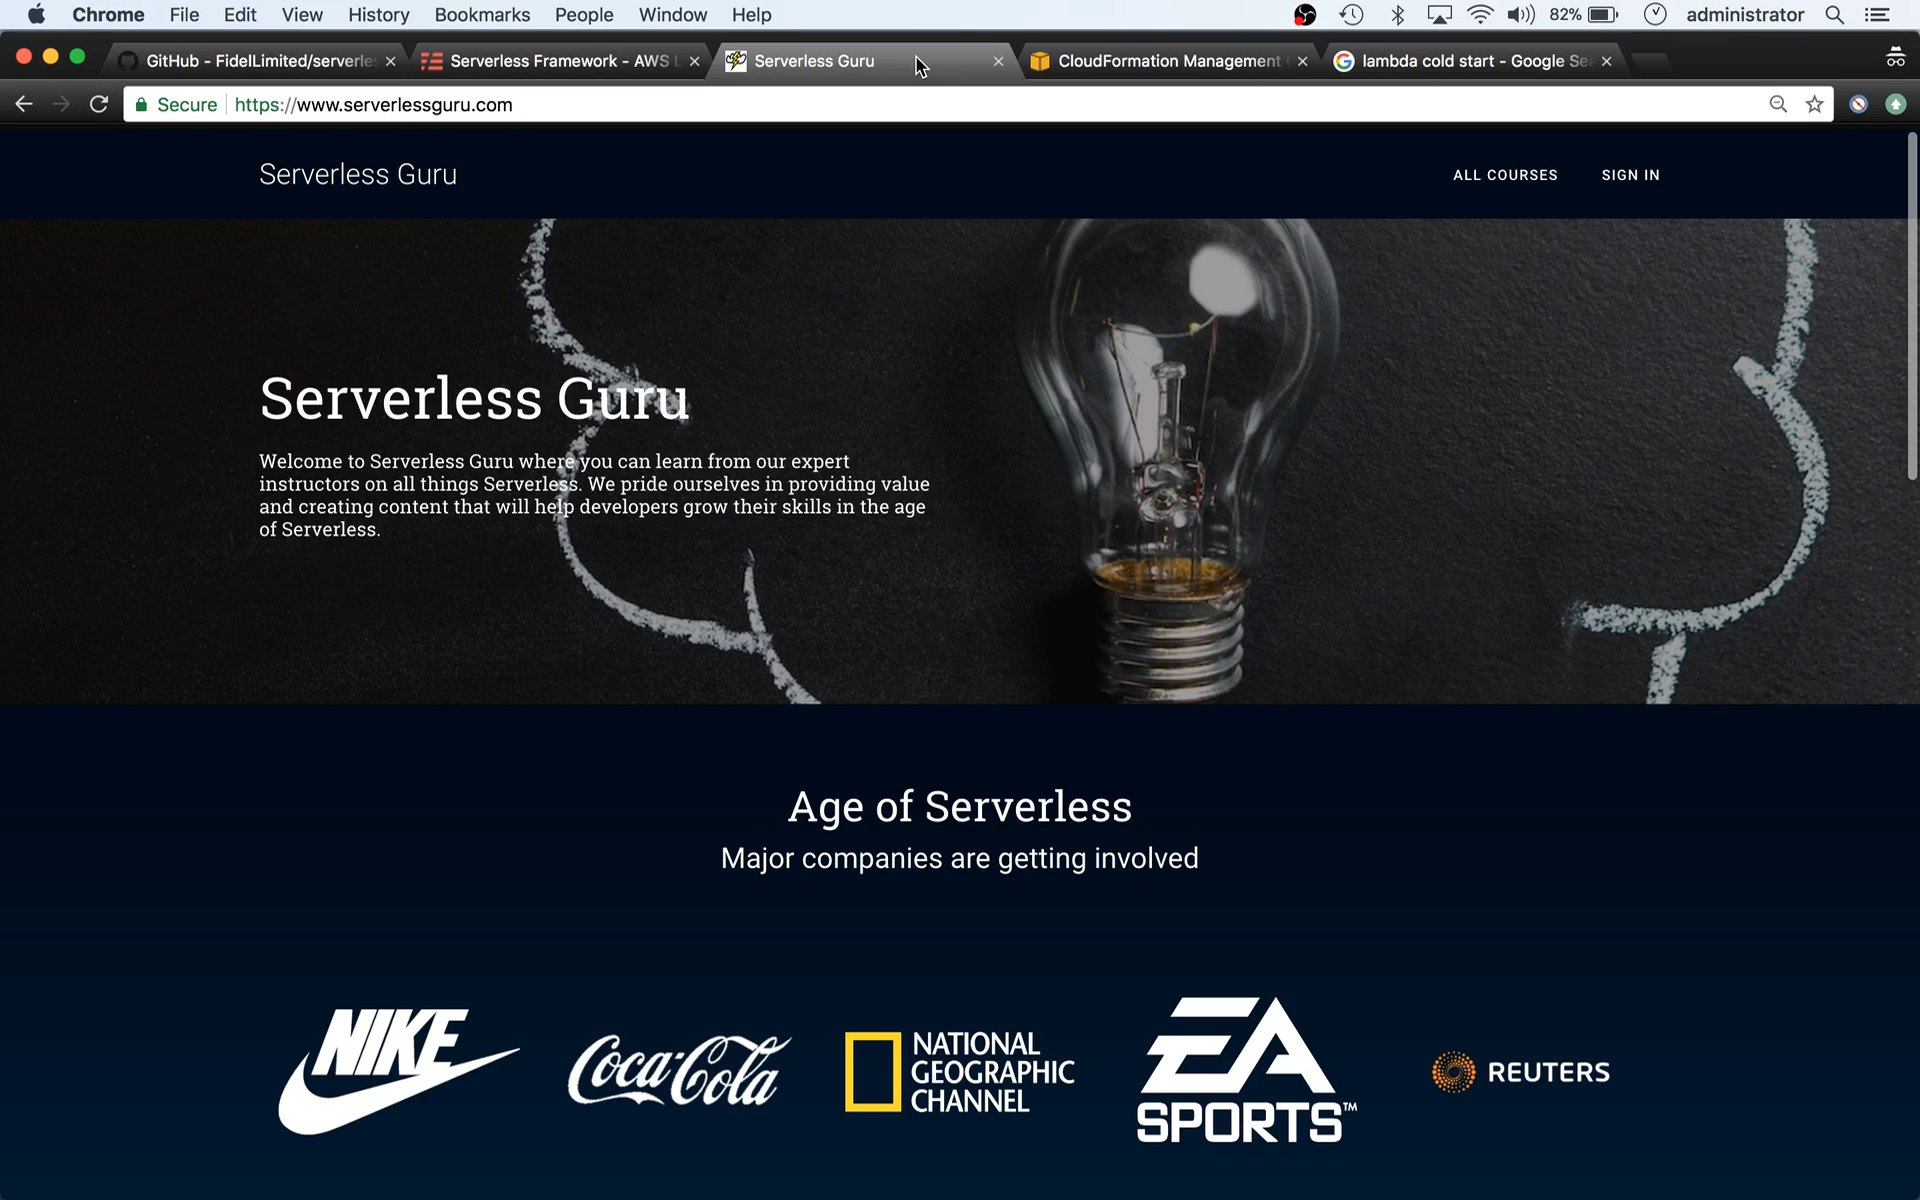 Chrome File Edit View History Bookmarks People Window Help 82% administrator
GitHub - FidelLimited/serverles Serverless Framework - AWS L Serverless Guru CloudFormation Management lambda cold start - Google Sea
Secure https://www.serverlessguru.com
Serverless Guru ALL COURSES SIGN IN
Serverless Guru
Welcome to Serverless Guru where you can learn from our expert
instructors on all things Serverless. We pride ourselves in providing value
and creating content that will help developers grow their skills in the age
of Serverless.
Age of Serverless
Major companies are getting involved
NIKE Coca-Cola NATIONAL GEOGRAPHIC CHANNEL EA SPORTS™ REUTERS